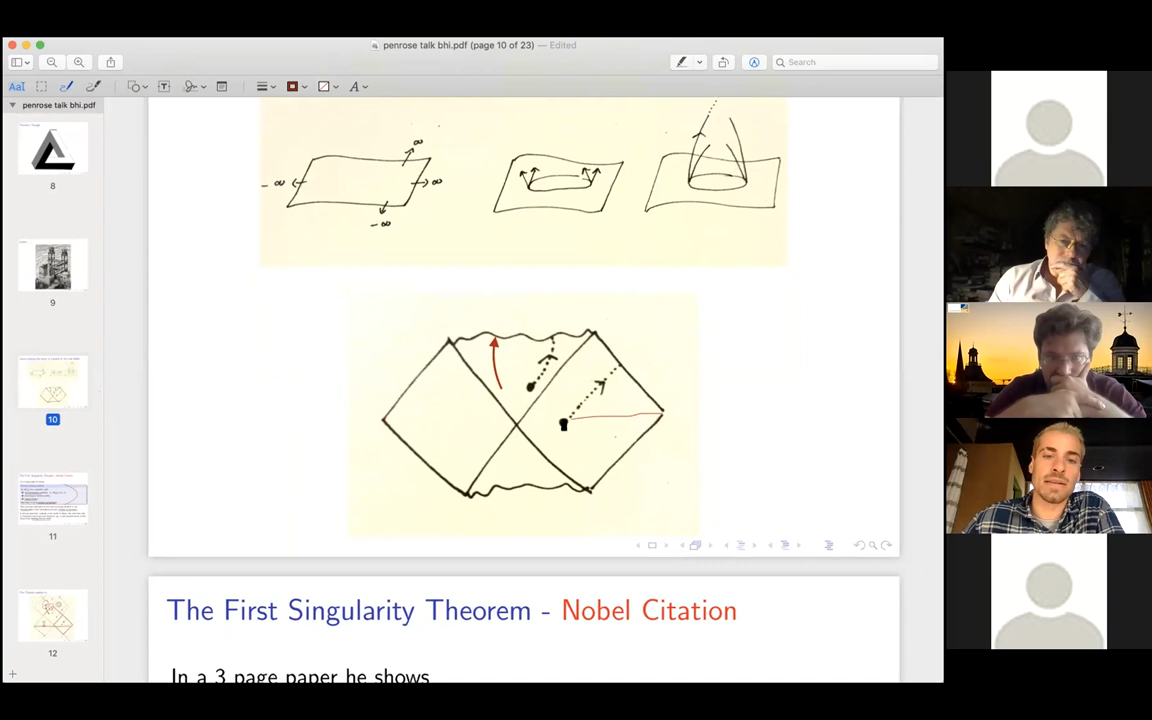 penrose talk bhi.pdf (page 10 of 23) — Edited
Search
AaI
T
A
penrose talk bhi.pdf
8
9
10
11
12
∞
- ∞
∞
- ∞
The First Singularity Theorem - Nobel Citation
In a 3 page paper he shows